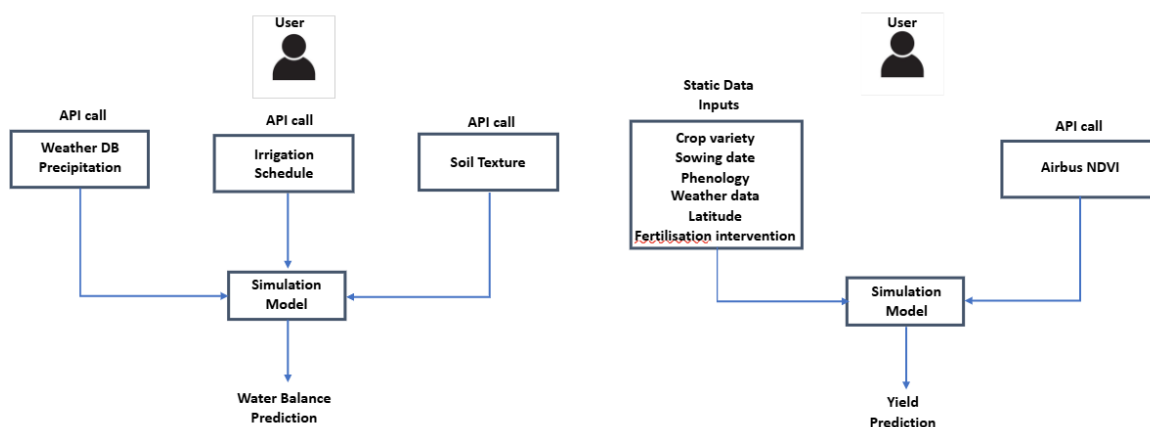 User
API call
Weather DB
Precipitation
API call
Irrigation
Schedule
API call
Soil Texture
Simulation
Model
Water Balance
Prediction
User
Static Data
Inputs
Crop variety
Sowing date
Phenology
Weather data
Latitude
Fertilisation intervention
API call
Airbus NDVI
Simulation
Model
Yield
Prediction